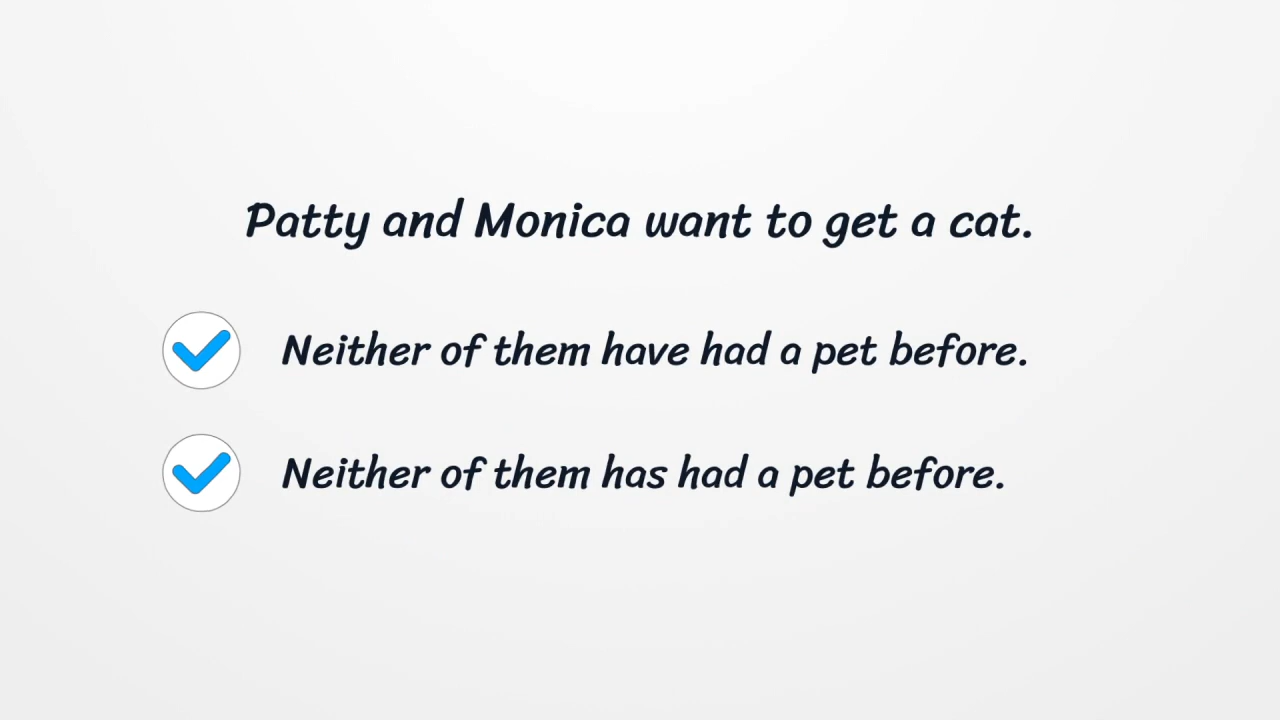 Patty and Monica want to get a cat.
Neither of them have had a pet before.
Neither of them has had a pet before.